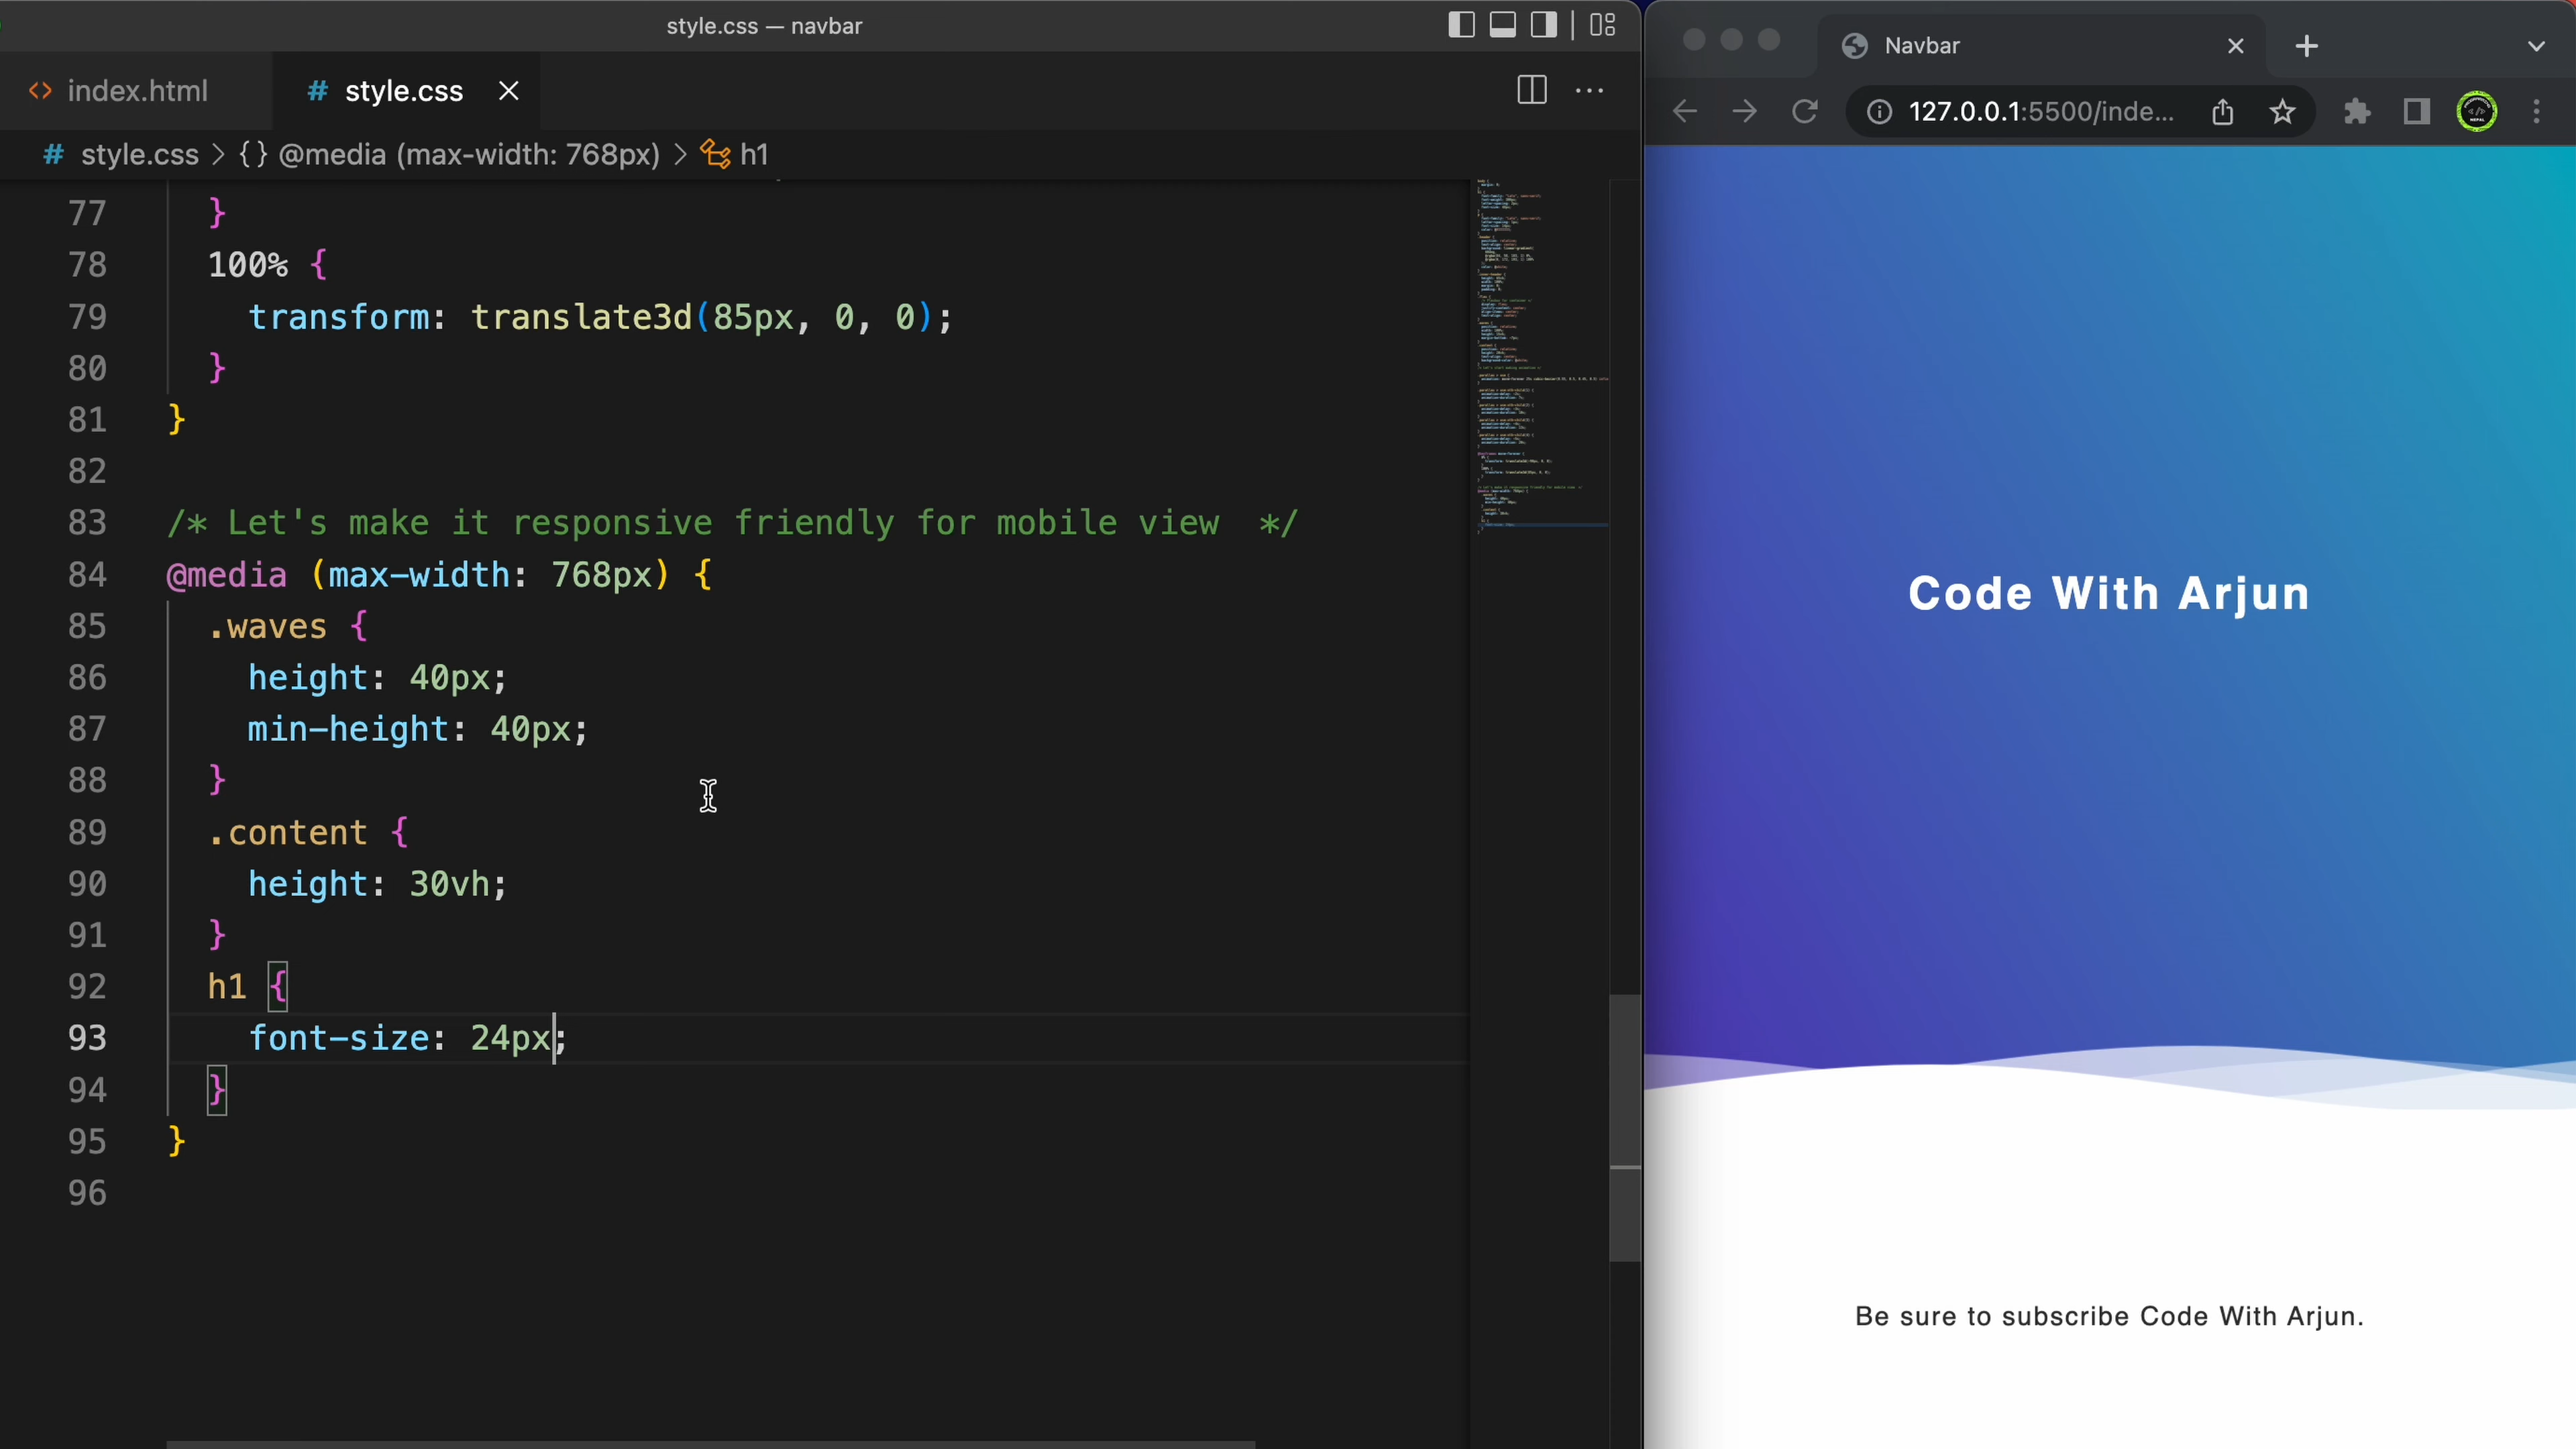 style.css — navbar
index.html
# style.css
# style.css > {} @media (max-width: 768px) > h1
77 }
78 100% {
79 transform: translate3d(85px, 0, 0);
80 }
81 }
82
83 /* Let's make it responsive friendly for mobile view  */
84 @media (max-width: 768px) {
85 .waves {
86 height: 40px;
87 min-height: 40px;
88 }
89 .content {
90 height: 30vh;
91 }
92 h1 {
93 font-size: 24px;
94 }
95 }
96
Navbar
127.0.0.1:5500/inde...
Code With Arjun
Be sure to subscribe Code With Arjun.